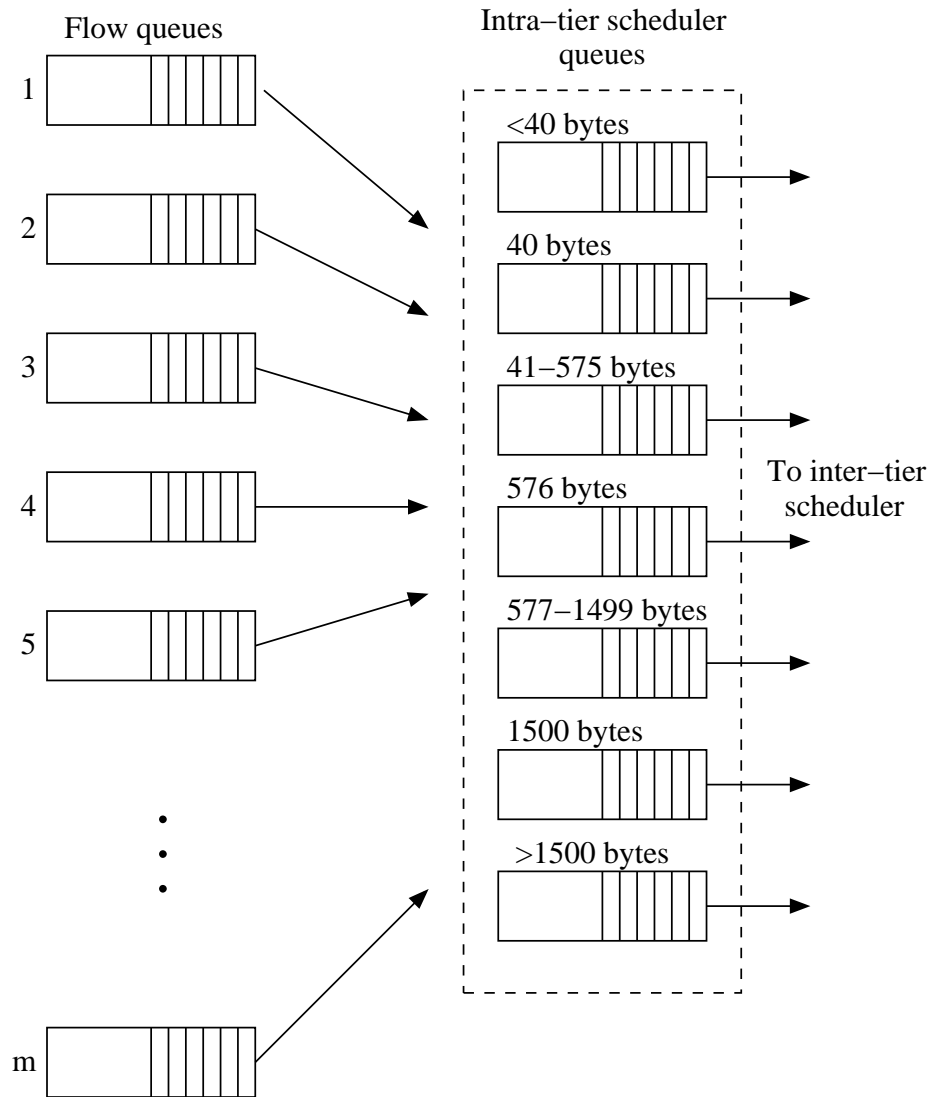 Flow queues
1
2
3
4
5
m
Intra−tier scheduler
queues
<40 bytes
40 bytes
41−575 bytes
576 bytes
577−1499 bytes
1500 bytes
>1500 bytes
To inter−tier
scheduler